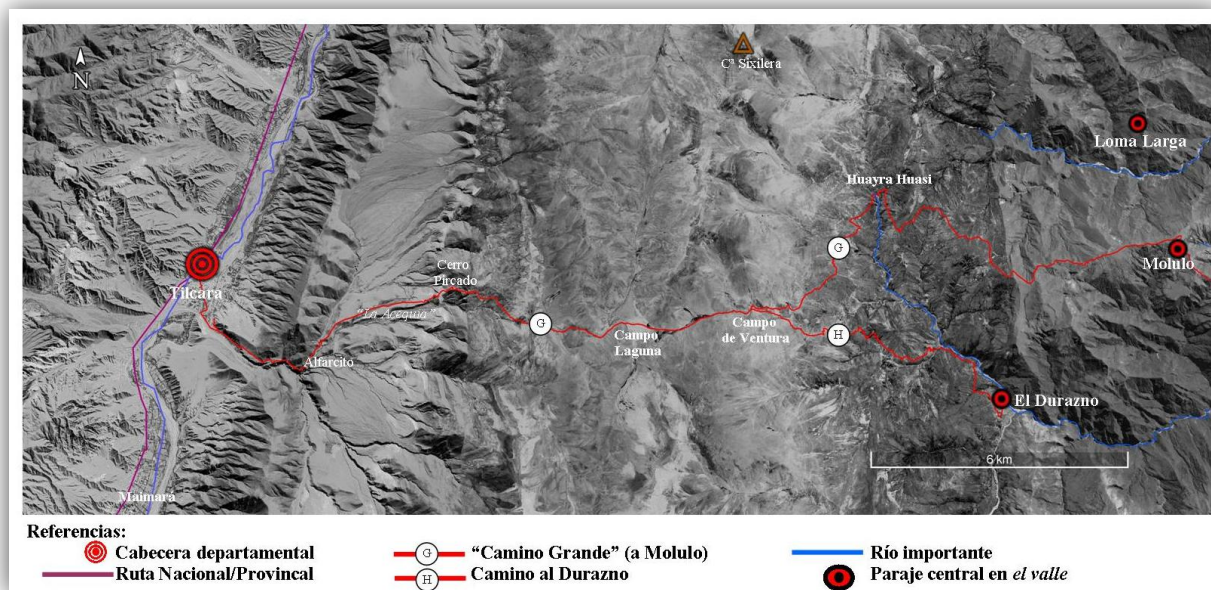 N
Cº Sixilera
Loma Larga
Huayra Huasi
G
Molulo
Tilcara
Cerro
Pircado
"La Acequia"
G
Campo
Laguna
Campo
de Ventura
H
Alfarcito
El Durazno
6 km
Maimará
Referencias:
Cabecera departamental
G "Camino Grande" (a Molulo)
Río importante
Ruta Nacional/Provincal
H Camino al Durazno
Paraje central en el valle